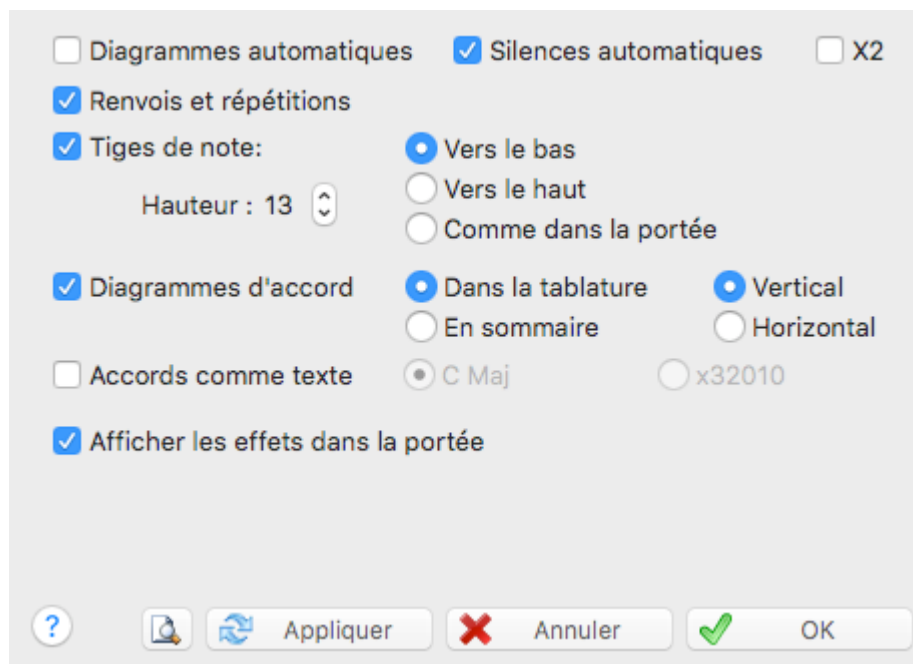 Diagrammes automatiques Silences automatiques X2
Renvois et répétitions
Tiges de note: Vers le bas
Hauteur : 13 Vers le haut
Comme dans la portée
Diagrammes d'accord Dans la tablature Vertical
En sommaire Horizontal
Accords comme texte C Maj x32010
Afficher les effets dans la portée
? Appliquer Annuler OK